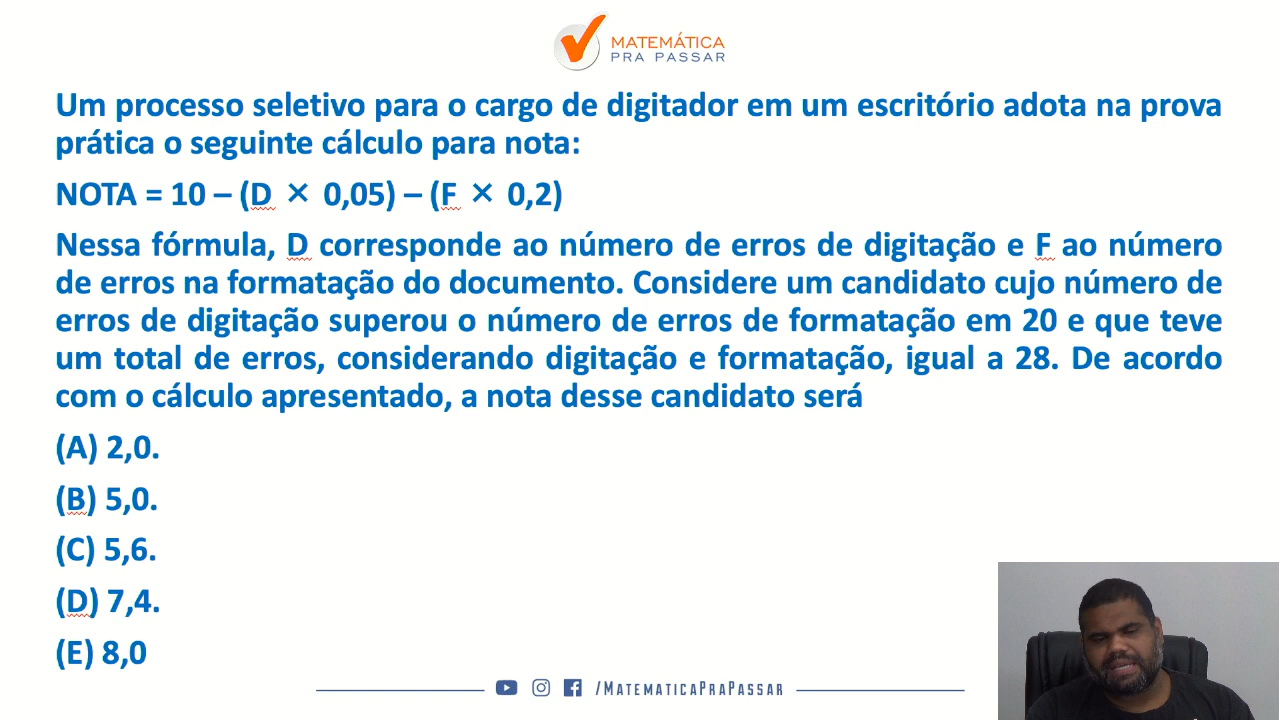 MATEMÁTICA
PRA PASSAR
Um processo seletivo para o cargo de digitador em um escritório adota na prova
prática o seguinte cálculo para nota:
NOTA = 10 – (D × 0,05) – (F × 0,2)
Nessa fórmula, D corresponde ao número de erros de digitação e F ao número
de erros na formatação do documento. Considere um candidato cujo número de
erros de digitação superou o número de erros de formatação em 20 e que teve
um total de erros, considerando digitação e formatação, igual a 28. De acordo
com o cálculo apresentado, a nota desse candidato será
(A) 2,0.
(B) 5,0.
(C) 5,6.
(D) 7,4.
(E) 8,0
/MatematicaPraPassar